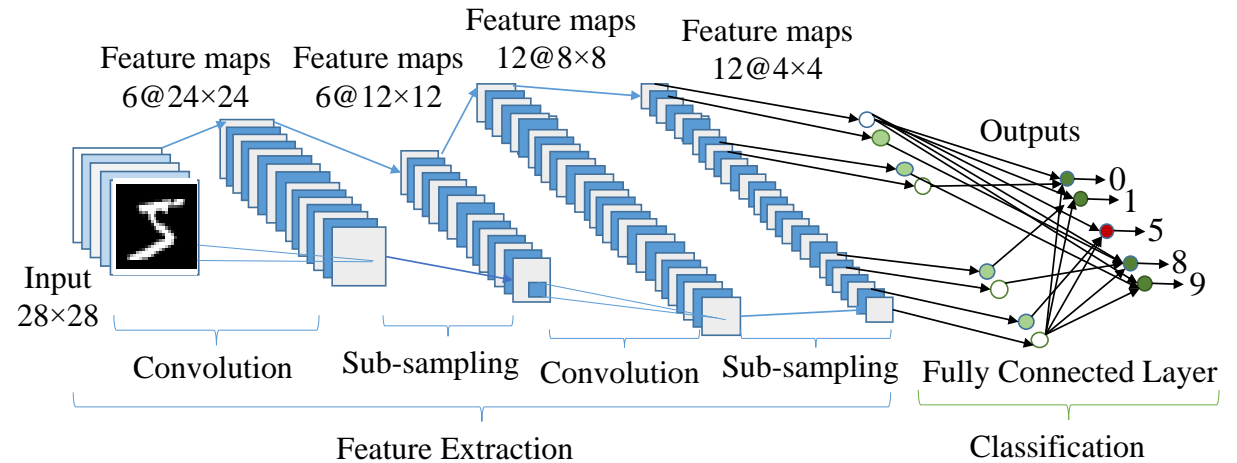 Feature maps
6@24×24
Feature maps
6@12×12
Feature maps
12@8×8
Feature maps
12@4×4
Outputs
0
1
5
8
9
Input
28×28
Convolution
Sub-sampling
Convolution
Sub-sampling
Fully Connected Layer
Feature Extraction
Classification